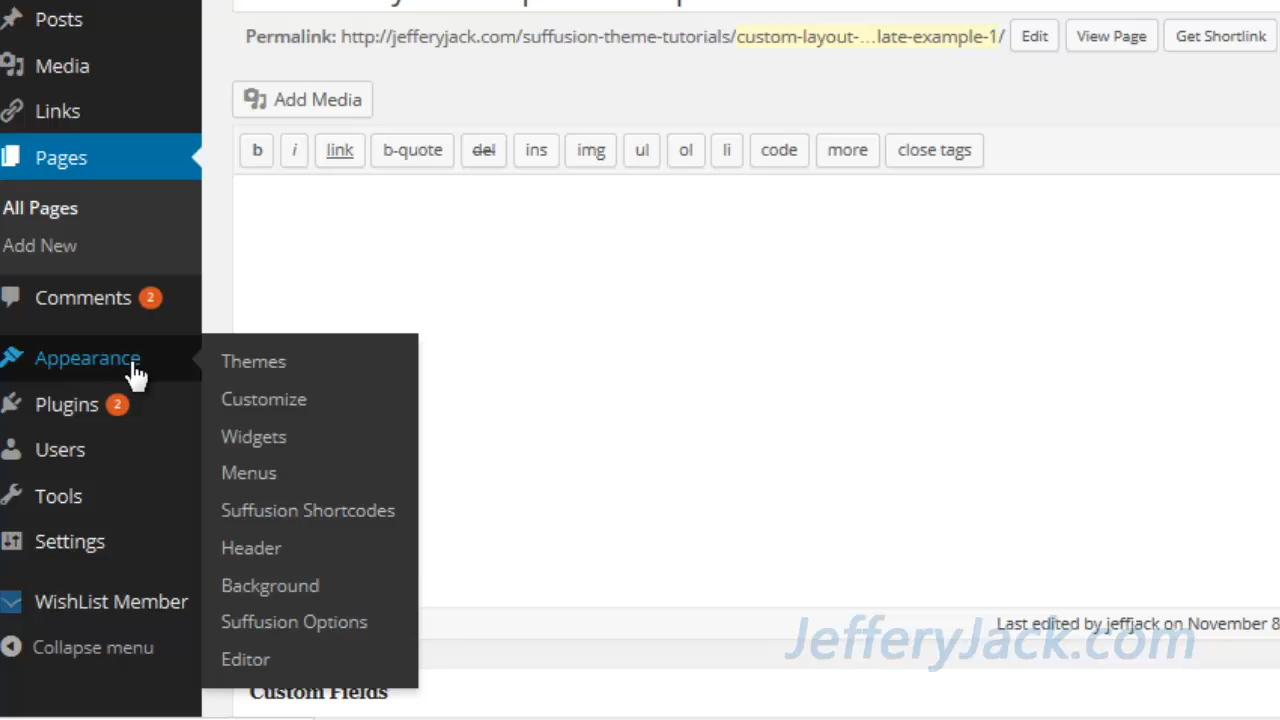 Posts
Media
Links
Pages
All Pages
Add New
Comments 2
Appearance
Plugins 2
Users
Tools
Settings
WishList Member
Collapse menu
Themes
Customize
Widgets
Menus
Suffusion Shortcodes
Header
Background
Suffusion Options
Editor
Permalink: http://jefferyjack.com/suffusion-theme-tutorials/custom-layout-...late-example-1/ Edit View Page Get Shortlink
Add Media
b i link b-quote del ins img ul ol li code more close tags
Last edited by jeffjack on November 8
JefferyJack.com
Custom Fields